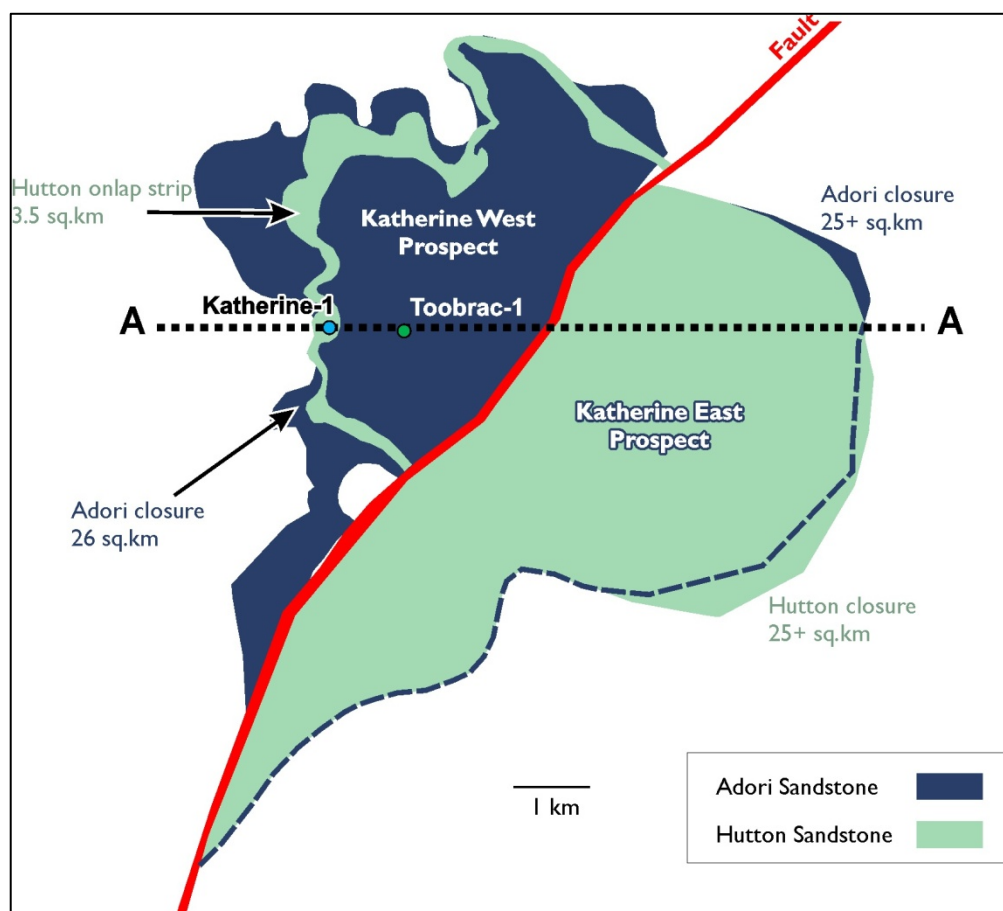 Fault
Hutton onlap strip
3.5 sq.km
Katherine West
Prospect
Adori closure
25+ sq.km
Katherine-1
Toobrac-1
A
A
Katherine East
Prospect
Adori closure
26 sq.km
Hutton closure
25+ sq.km
1 km
Adori Sandstone
Hutton Sandstone